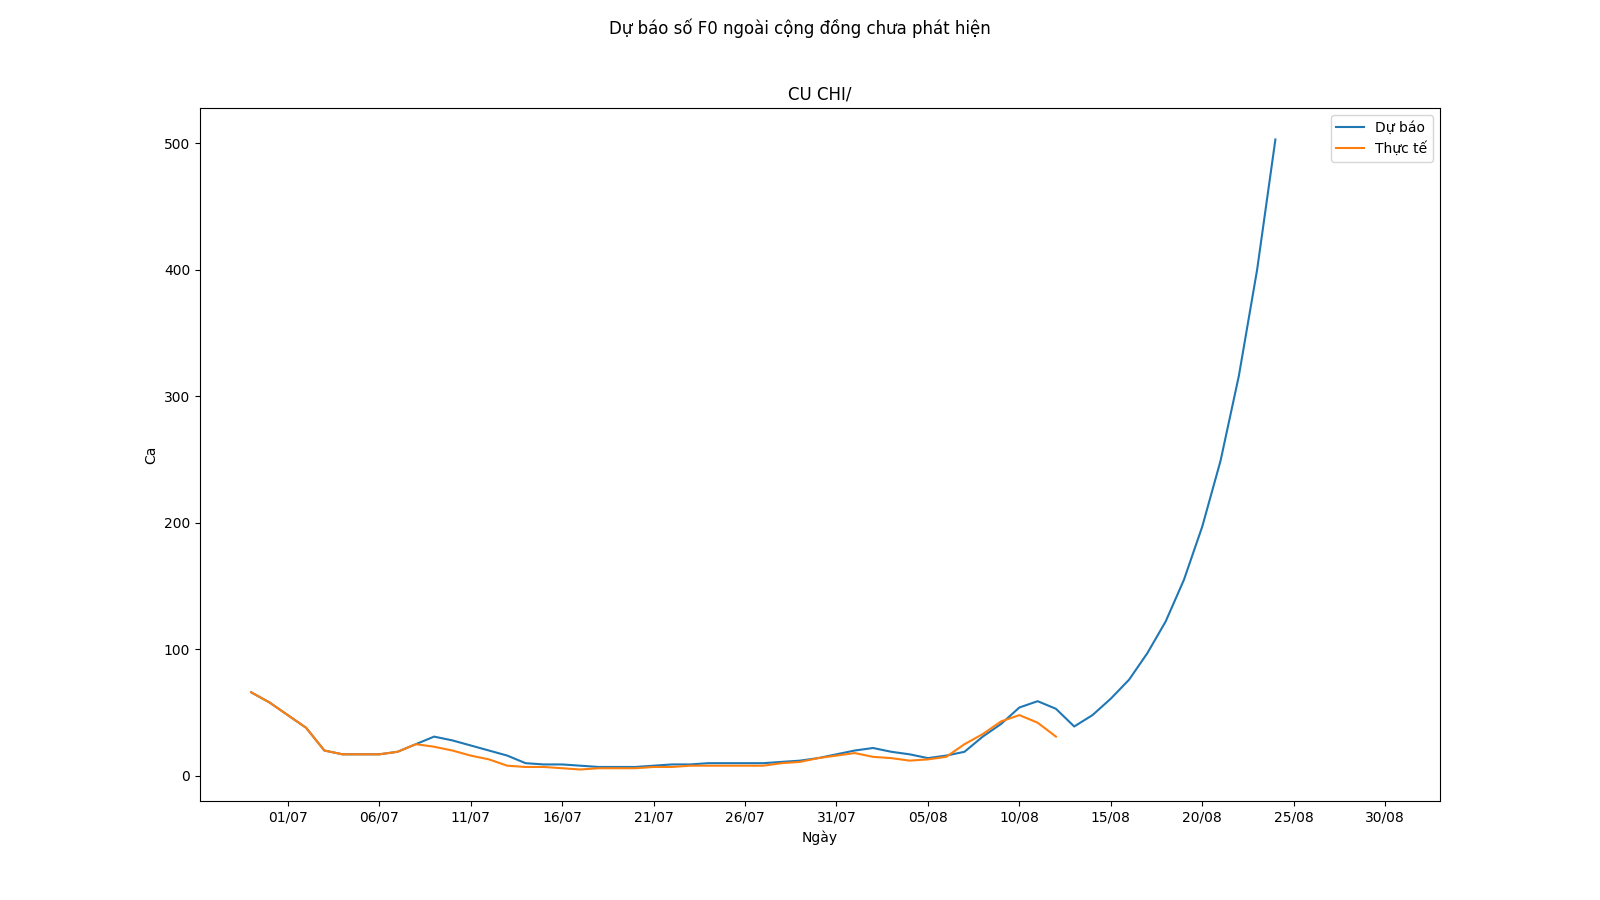 Dự báo số F0 ngoài cộng đồng chưa phát hiện
CU CHI/
Dự báo
Thực tế
500
400
300
200
100
0
Ca
01/07 06/07 11/07 16/07 21/07 26/07 31/07 05/08 10/08 15/08 20/08 25/08 30/08
Ngày